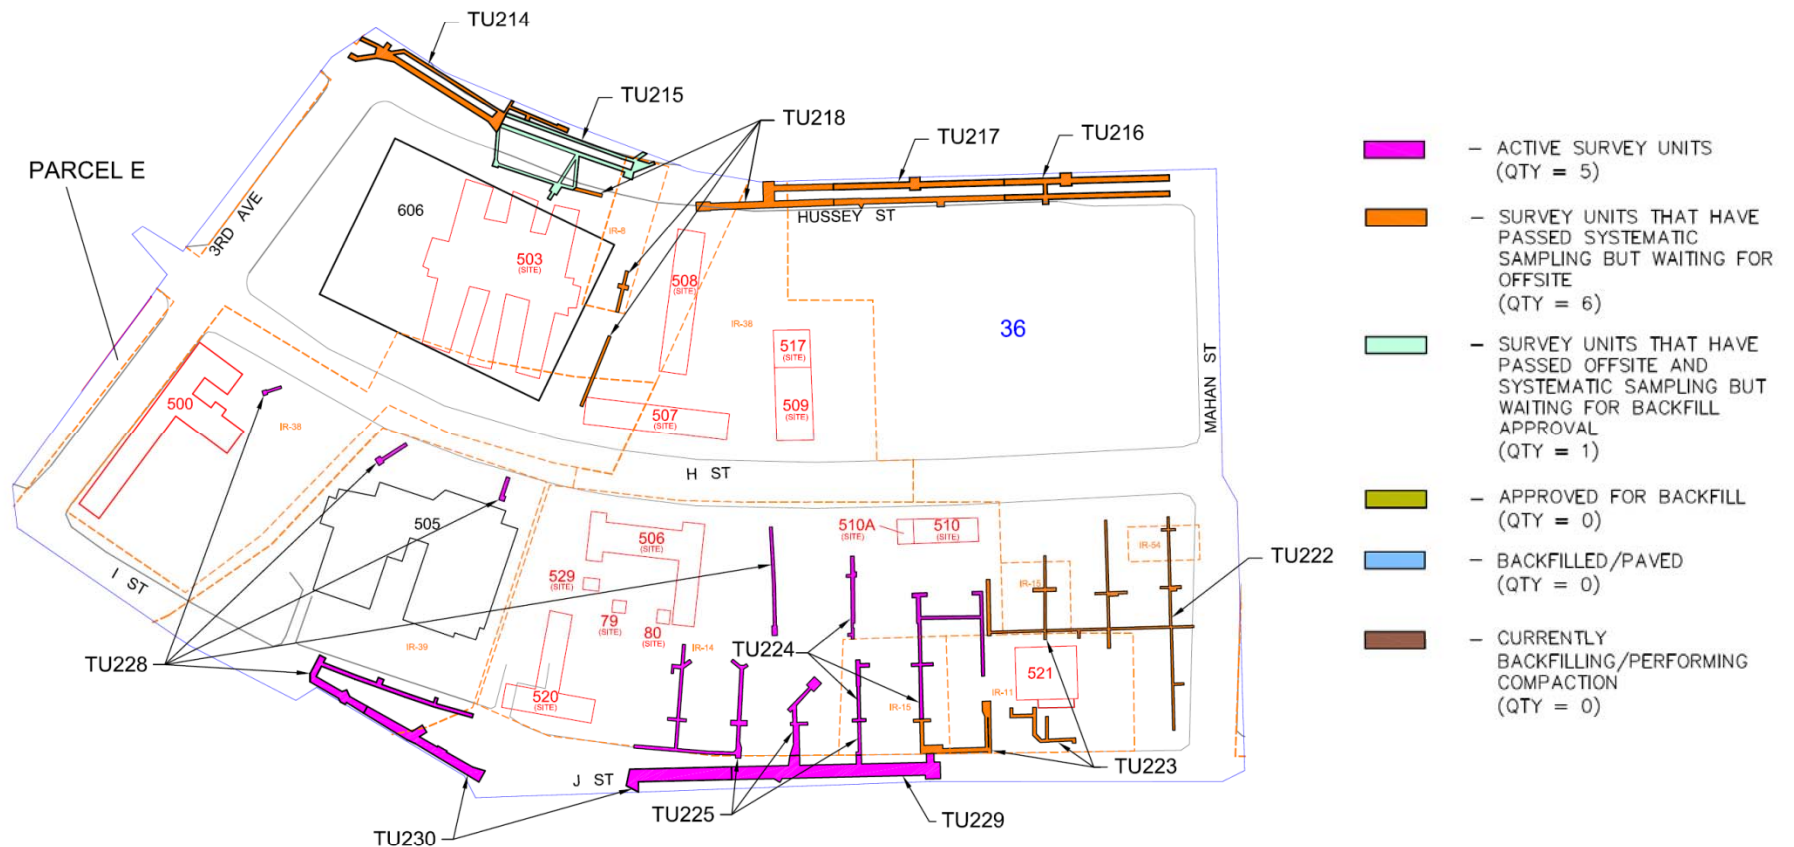 TU214
TU215
TU218
TU217
TU216
PARCEL E
3RD AVE
606
HUSSEY ST
IR-8
503
(SITE)
508
(SITE)
IR-38
36
517
(SITE)
509
(SITE)
507
(SITE)
MAHAN ST
500
IR-38
H ST
505
I ST
506
(SITE)
510A
(SITE)
510
(SITE)
IR-54
TU222
529
(SITE)
79
(SITE)
80
(SITE)
IR-15
IR-39
IR-14
TU224
TU228
521
520
(SITE)
IR-15
IR-11
TU223
J ST
TU225
TU229
TU230
– ACTIVE SURVEY UNITS
(QTY = 5)
– SURVEY UNITS THAT HAVE
PASSED SYSTEMATIC
SAMPLING BUT WAITING FOR
OFFSITE
(QTY = 6)
– SURVEY UNITS THAT HAVE
PASSED OFFSITE AND
SYSTEMATIC SAMPLING BUT
WAITING FOR BACKFILL
APPROVAL
(QTY = 1)
– APPROVED FOR BACKFILL
(QTY = 0)
– BACKFILLED/PAVED
(QTY = 0)
– CURRENTLY
BACKFILLING/PERFORMING
COMPACTION
(QTY = 0)